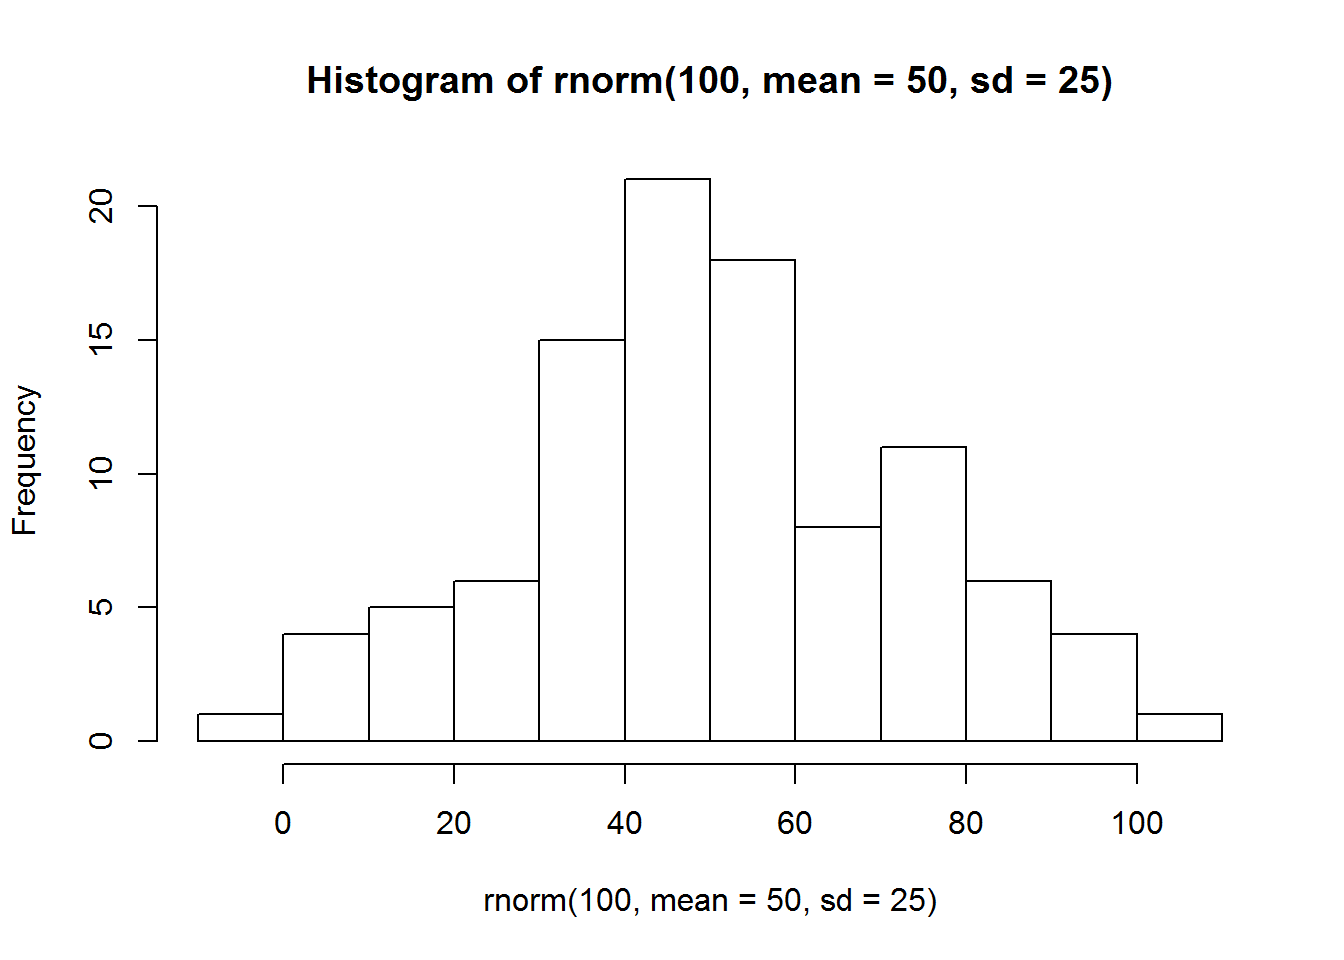 Histogram of rnorm(100, mean = 50, sd = 25)
Frequency
20
15
10
5
0
0 20 40 60 80 100
rnorm(100, mean = 50, sd = 25)